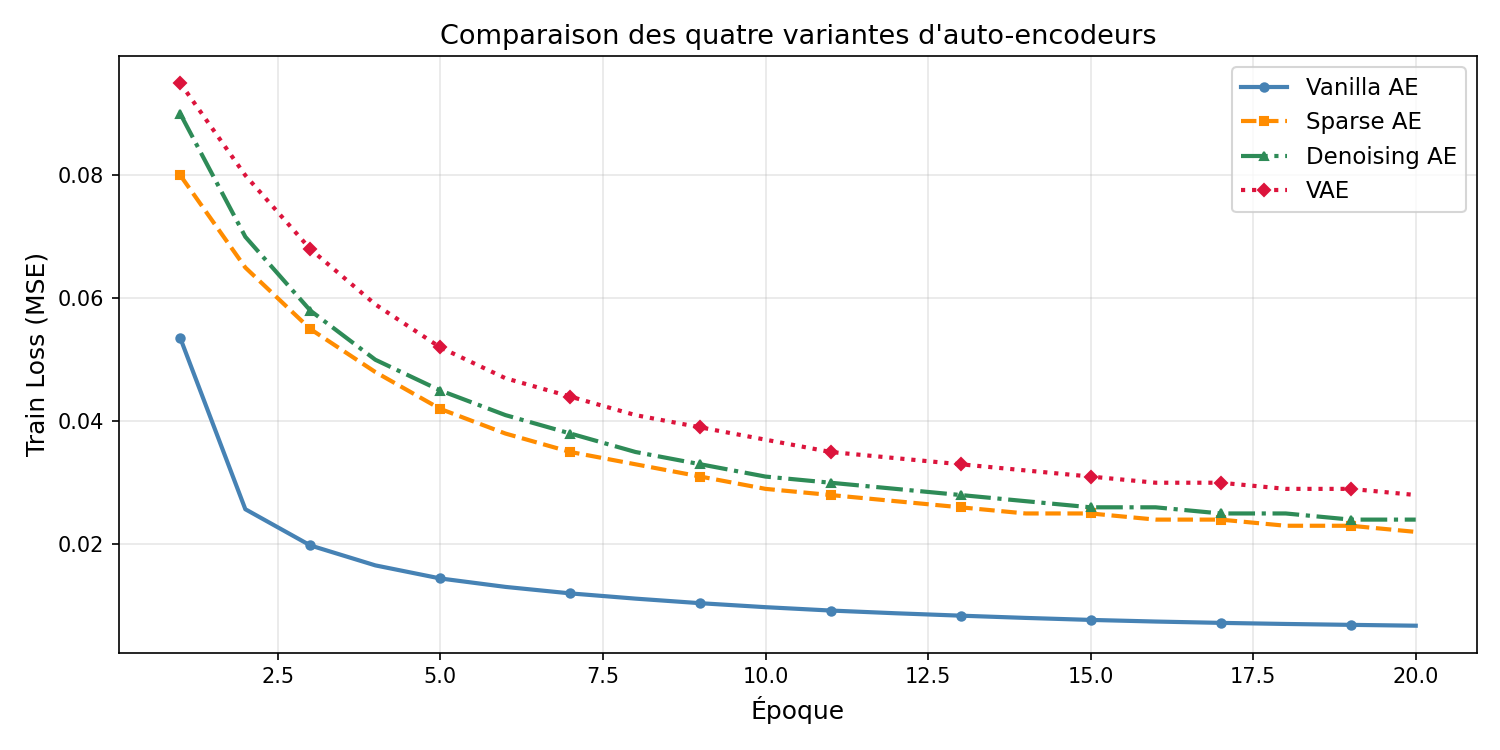 Comparaison des quatre variantes d'auto-encodeurs
Vanilla AE
Sparse AE
Denoising AE
VAE
Train Loss (MSE)
0.08
0.06
0.04
0.02
2.5 5.0 7.5 10.0 12.5 15.0 17.5 20.0
Époque